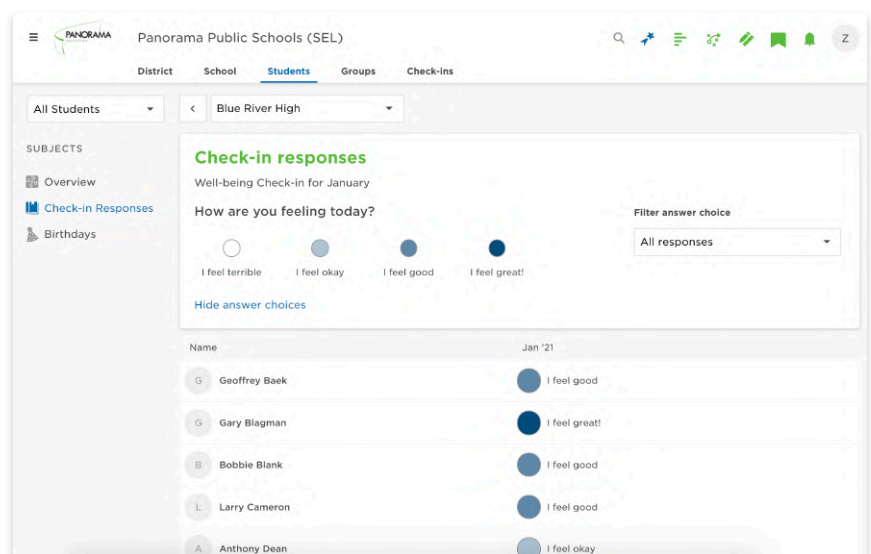 PANORAMA
Panorama Public Schools (SEL)
Z
District School Students Groups Check-ins
All Students
Blue River High
SUBJECTS
Overview
Check-in Responses
Birthdays
Check-in responses
Well-being Check-in for January
How are you feeling today?
I feel terrible I feel okay I feel good I feel great!
Hide answer choices
Filter answer choice
All responses
Name Jan '21
G Geoffrey Baek I feel good
G Gary Blagman I feel great!
B Bobbie Blank I feel good
L Larry Cameron I feel good
A Anthony Dean I feel okay